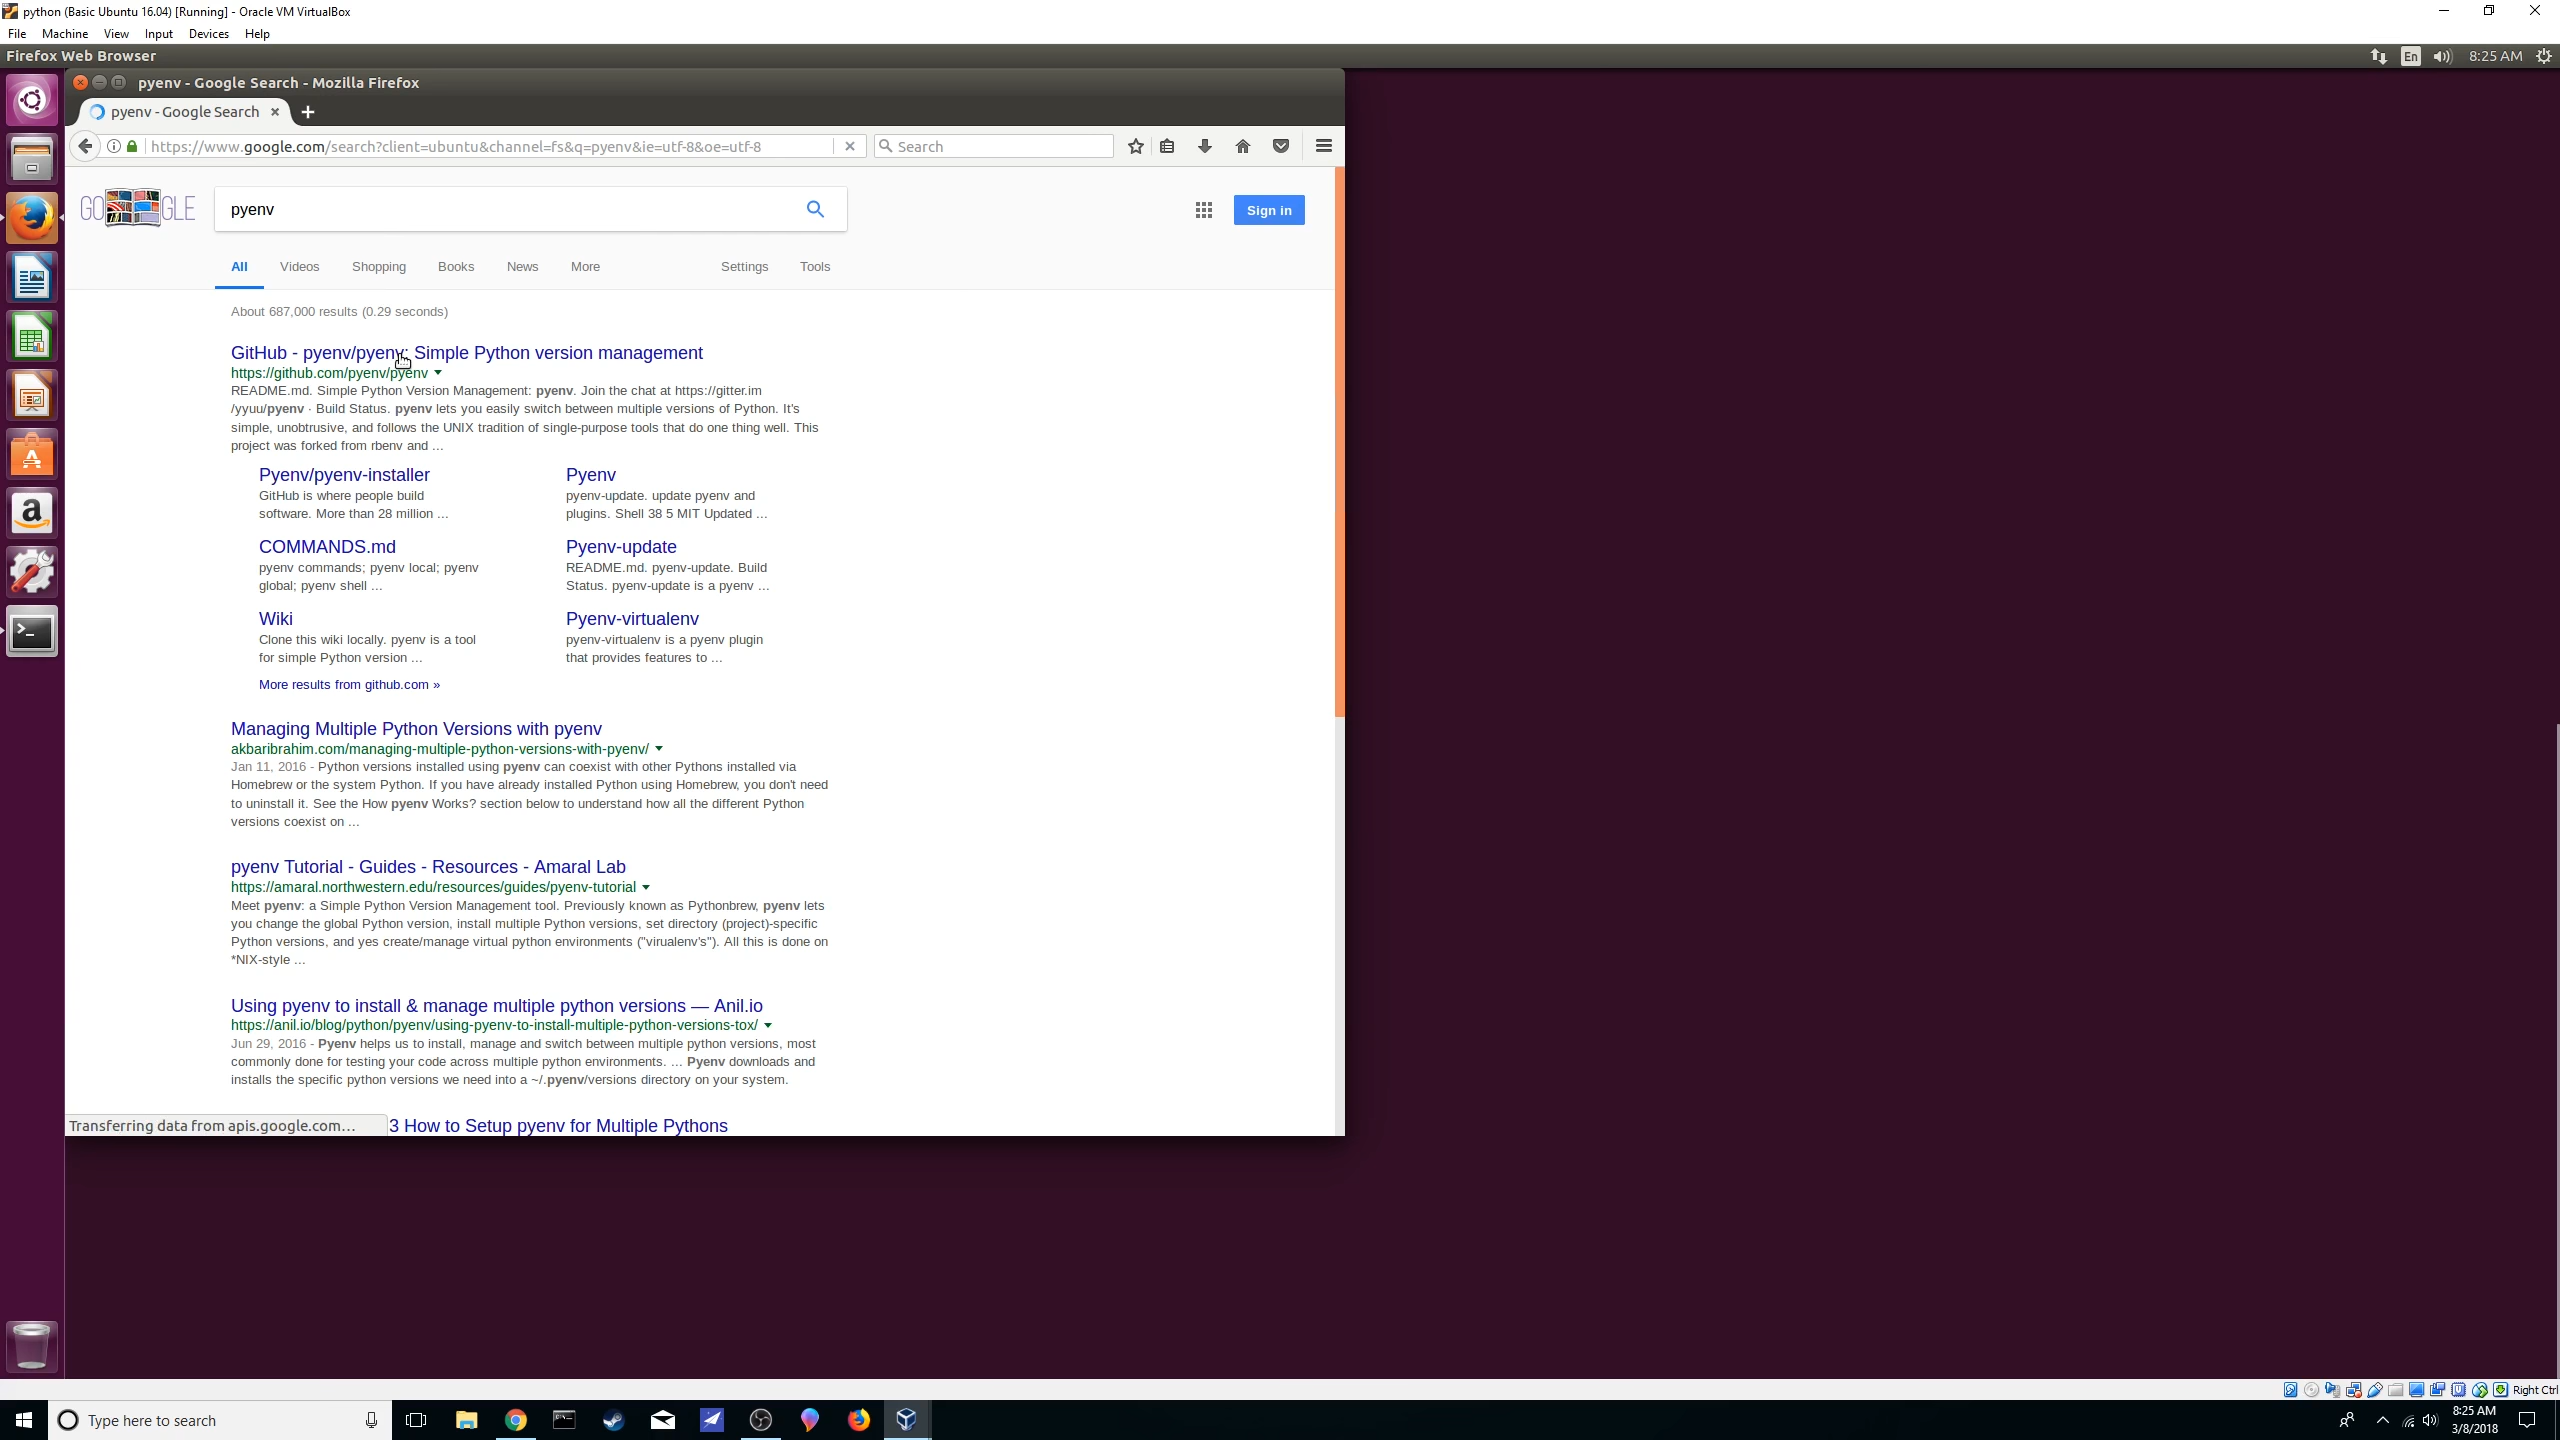 python (Basic Ubuntu 16.04) [Running] - Oracle VM VirtualBox
File Machine View Input Devices Help
Firefox Web Browser
En
8:25 AM
pyenv - Google Search - Mozilla Firefox
pyenv - Google Search
https://www.google.com/search?client=ubuntu&channel=fs&q=pyenv&ie=utf-8&oe=utf-8
Search
GO GLE
pyenv
Sign in
All Videos Shopping Books News More Settings Tools
About 687,000 results (0.29 seconds)
GitHub - pyenv/pyenv: Simple Python version management
https://github.com/pyenv/pyenv
README.md. Simple Python Version Management: pyenv. Join the chat at https://gitter.im
/yyuu/pyenv · Build Status. pyenv lets you easily switch between multiple versions of Python. It's
simple, unobtrusive, and follows the UNIX tradition of single-purpose tools that do one thing well. This
project was forked from rbenv and ...
Pyenv/pyenv-installer
GitHub is where people build
software. More than 28 million ...
Pyenv
pyenv-update. update pyenv and
plugins. Shell 38 5 MIT Updated ...
COMMANDS.md
pyenv commands; pyenv local; pyenv
global; pyenv shell ...
Pyenv-update
README.md. pyenv-update. Build
Status. pyenv-update is a pyenv ...
Wiki
Clone this wiki locally. pyenv is a tool
for simple Python version ...
Pyenv-virtualenv
pyenv-virtualenv is a pyenv plugin
that provides features to ...
More results from github.com »
Managing Multiple Python Versions with pyenv
akbaribrahim.com/managing-multiple-python-versions-with-pyenv/
Jan 11, 2016 - Python versions installed using pyenv can coexist with other Pythons installed via
Homebrew or the system Python. If you have already installed Python using Homebrew, you don't need
to uninstall it. See the How pyenv Works? section below to understand how all the different Python
versions coexist on ...
pyenv Tutorial - Guides - Resources - Amaral Lab
https://amaral.northwestern.edu/resources/guides/pyenv-tutorial
Meet pyenv: a Simple Python Version Management tool. Previously known as Pythonbrew, pyenv lets
you change the global Python version, install multiple Python versions, set directory (project)-specific
Python versions, and yes create/manage virtual python environments ("virualenv's"). All this is done on
*NIX-style ...
Using pyenv to install & manage multiple python versions — Anil.io
https://anil.io/blog/python/pyenv/using-pyenv-to-install-multiple-python-versions-tox/
Jun 29, 2016 - Pyenv helps us to install, manage and switch between multiple python versions, most
commonly done for testing your code across multiple python environments. ... Pyenv downloads and
installs the specific python versions we need into a ~/.pyenv/versions directory on your system.
3 How to Setup pyenv for Multiple Pythons
Transferring data from apis.google.com...
Right Ctrl
Type here to search
8:25 AM
3/8/2018